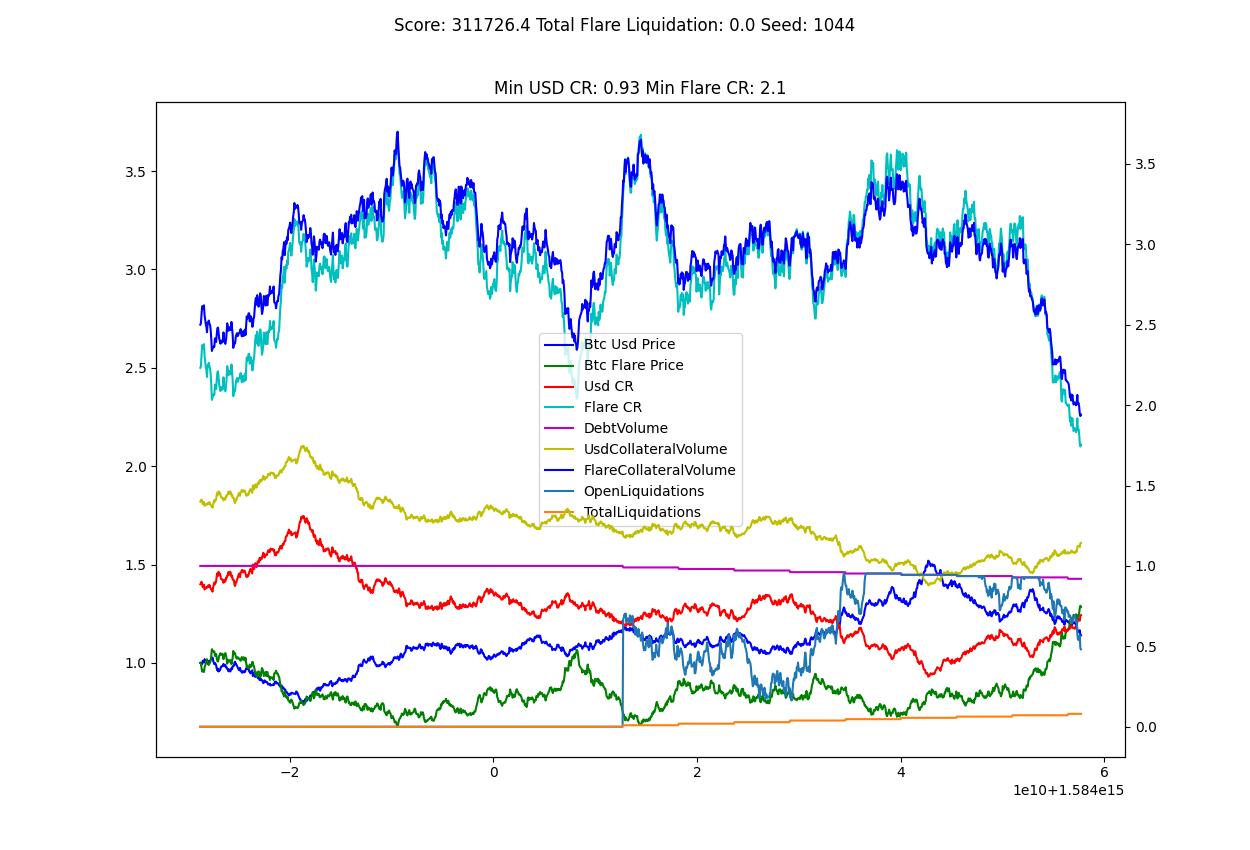 Score: 311726.4 Total Flare Liquidation: 0.0 Seed: 1044
Min USD CR: 0.93 Min Flare CR: 2.1
3.5
3.0
2.5
2.0
1.5
1.0
Btc Usd Price
Btc Flare Price
Usd CR
Flare CR
DebtVolume
UsdCollateralVolume
FlareCollateralVolume
OpenLiquidations
TotalLiquidations
3.5
3.0
2.5
2.0
1.5
1.0
0.5
0.0
−2
0
2
4
6
1e10+1.584e15